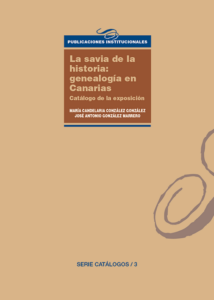 PUBLICACIONES INSTITUCIONALES
La savia de la
historia:
genealogía en
Canarias
Catálogo de la exposición
MARÍA CANDELARIA GONZÁLEZ GONZÁLEZ
JOSÉ ANTONIO GONZÁLEZ MARRERO
SERIE CATÁLOGOS / 3